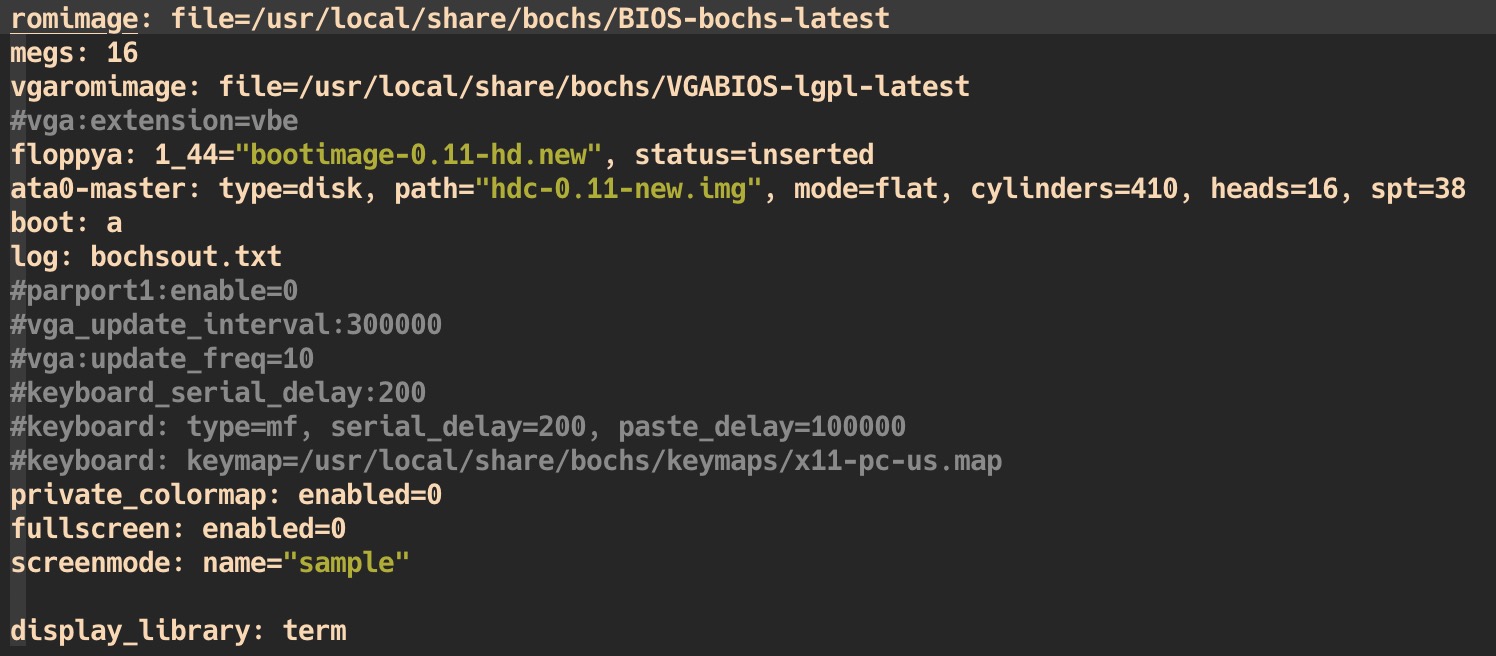 romimage: file=/usr/local/share/bochs/BIOS-bochs-latest
megs: 16
vgaromimage: file=/usr/local/share/bochs/VGABIOS-lgpl-latest
#vga:extension=vbe
floppya: 1_44="bootimage-0.11-hd.new", status=inserted
ata0-master: type=disk, path="hdc-0.11-new.img", mode=flat, cylinders=410, heads=16, spt=38
boot: a
log: bochsout.txt
#parport1:enable=0
#vga_update_interval:300000
#vga:update_freq=10
#keyboard_serial_delay:200
#keyboard: type=mf, serial_delay=200, paste_delay=100000
#keyboard: keymap=/usr/local/share/bochs/keymaps/x11-pc-us.map
private_colormap: enabled=0
fullscreen: enabled=0
screenmode: name="sample"
display_library: term